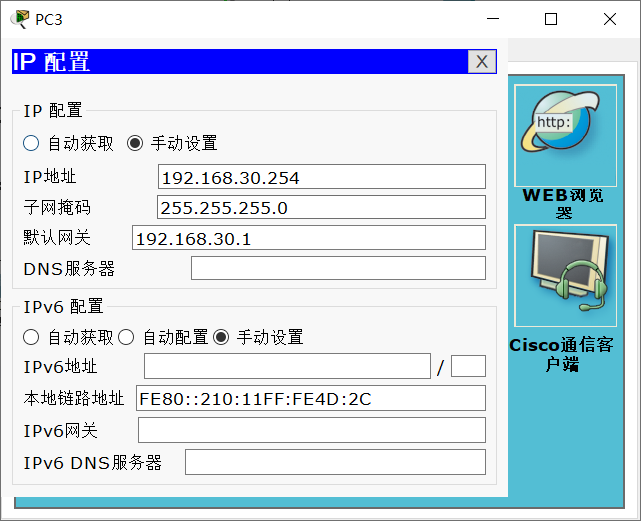 PC3
IP 配置
X
IP 配置
自动获取 手动设置
IP地址 192.168.30.254
子网掩码 255.255.255.0
默认网关 192.168.30.1
DNS服务器
IPv6 配置
自动获取 自动配置 手动设置
IPv6地址 /
本地链路地址 FE80::210:11FF:FE4D:2C
IPv6网关
IPv6 DNS服务器
http:
WEB浏览
器
Cisco通信客
户端